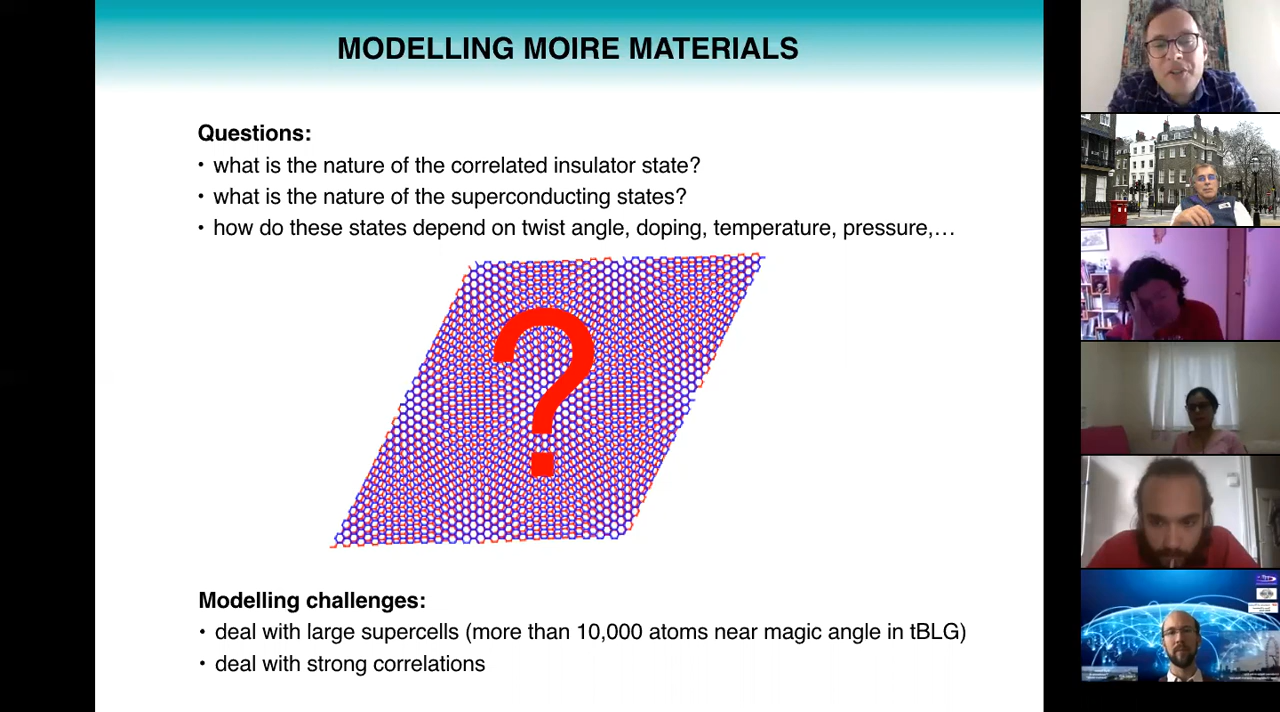 MODELLING MOIRE MATERIALS
Questions:
• what is the nature of the correlated insulator state?
• what is the nature of the superconducting states?
• how do these states depend on twist angle, doping, temperature, pressure,…
?
Modelling challenges:
• deal with large supercells (more than 10,000 atoms near magic angle in tBLG)
• deal with strong correlations